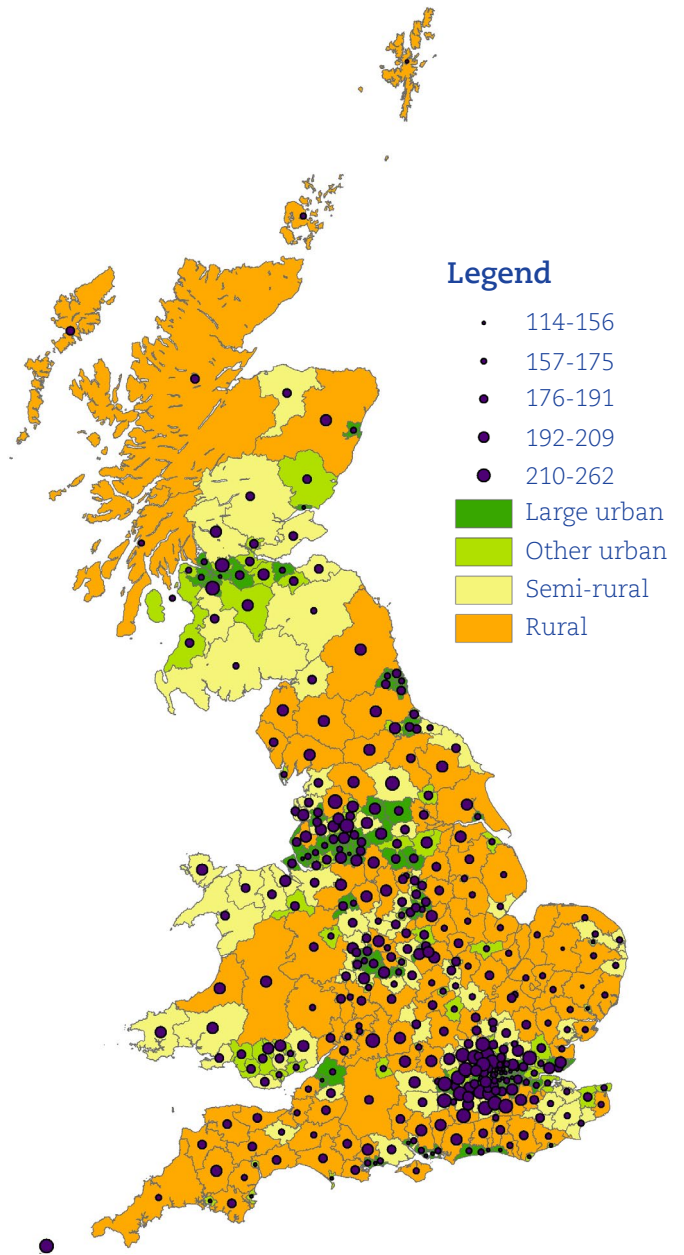 Legend
114-156
157-175
176-191
192-209
210-262
Large urban
Other urban
Semi-rural
Rural